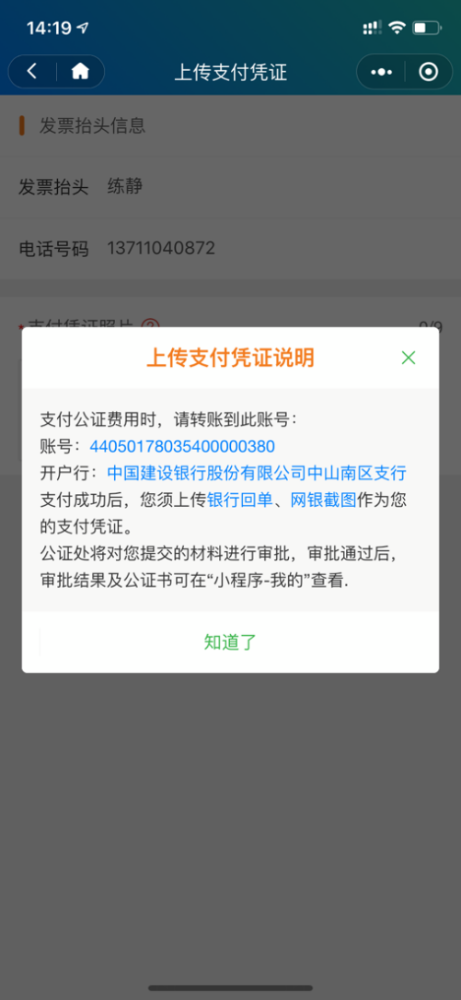 14:19
上传支付凭证
发票抬头信息
发票抬头 练静
电话号码 13711040872
*支付凭证照片 0/9
上传支付凭证说明
支付公证费用时，请转账到此账号：
账号：44050178035400000380
开户行：中国建设银行股份有限公司中山南区支行
支付成功后，您须上传银行回单、网银截图作为您
的支付凭证。
公证处将对您提交的材料进行审批，审批通过后，
审批结果及公证书可在“小程序-我的”查看.
知道了